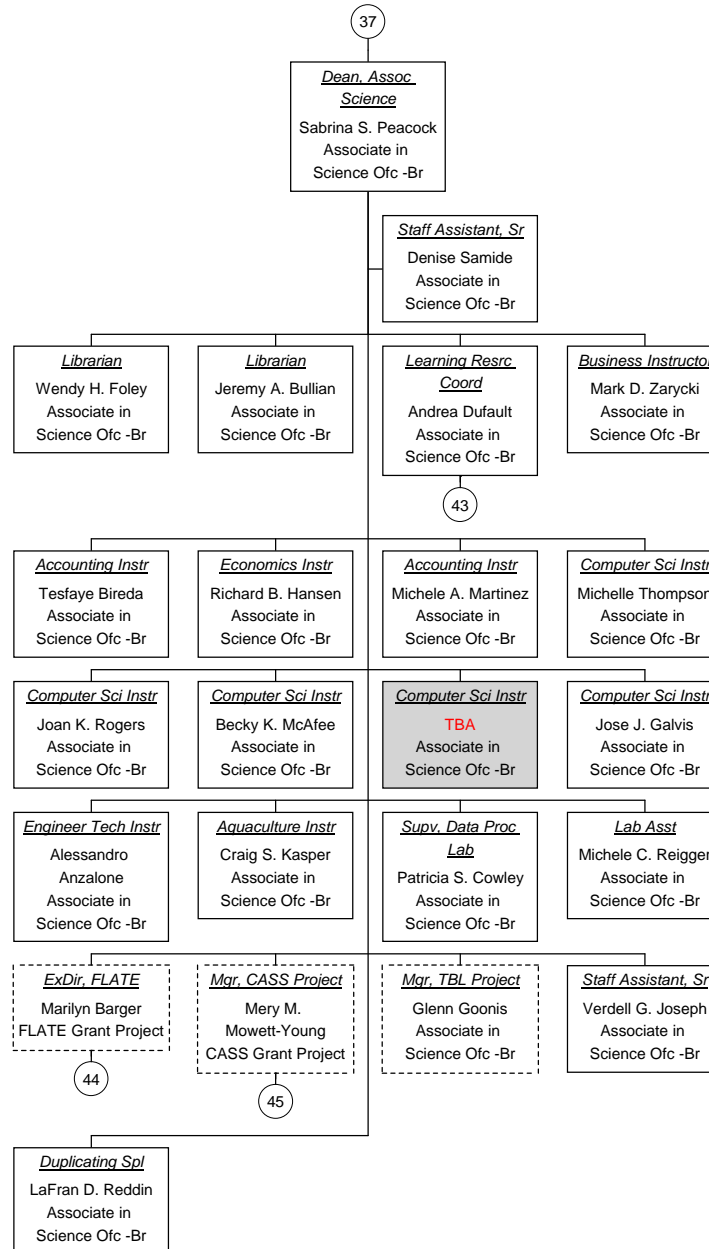 37
Dean, Assoc
Science
Sabrina S. Peacock
Associate in
Science Ofc -Br
Staff Assistant, Sr
Denise Samide
Associate in
Science Ofc -Br
Librarian
Wendy H. Foley
Associate in
Science Ofc -Br
Librarian
Jeremy A. Bullian
Associate in
Science Ofc -Br
Learning Resrc
Coord
Andrea Dufault
Associate in
Science Ofc -Br
43
Business Instructor
Mark D. Zarycki
Associate in
Science Ofc -Br
Accounting Instr
Tesfaye Bireda
Associate in
Science Ofc -Br
Economics Instr
Richard B. Hansen
Associate in
Science Ofc -Br
Accounting Instr
Michele A. Martinez
Associate in
Science Ofc -Br
Computer Sci Instr
Michelle Thompson
Associate in
Science Ofc -Br
Computer Sci Instr
Joan K. Rogers
Associate in
Science Ofc -Br
Computer Sci Instr
Becky K. McAfee
Associate in
Science Ofc -Br
Computer Sci Instr
TBA
Associate in
Science Ofc -Br
Computer Sci Instr
Jose J. Galvis
Associate in
Science Ofc -Br
Engineer Tech Instr
Alessandro
Anzalone
Associate in
Science Ofc -Br
Aquaculture Instr
Craig S. Kasper
Associate in
Science Ofc -Br
Supv, Data Proc
Lab
Patricia S. Cowley
Associate in
Science Ofc -Br
Lab Asst
Michele C. Reigger
Associate in
Science Ofc -Br
ExDir, FLATE
Marilyn Barger
FLATE Grant Project
44
Mgr, CASS Project
Mery M.
Mowett-Young
CASS Grant Project
45
Mgr, TBL Project
Glenn Goonis
Associate in
Science Ofc -Br
Staff Assistant, Sr
Verdell G. Joseph
Associate in
Science Ofc -Br
Duplicating Spl
LaFran D. Reddin
Associate in
Science Ofc -Br